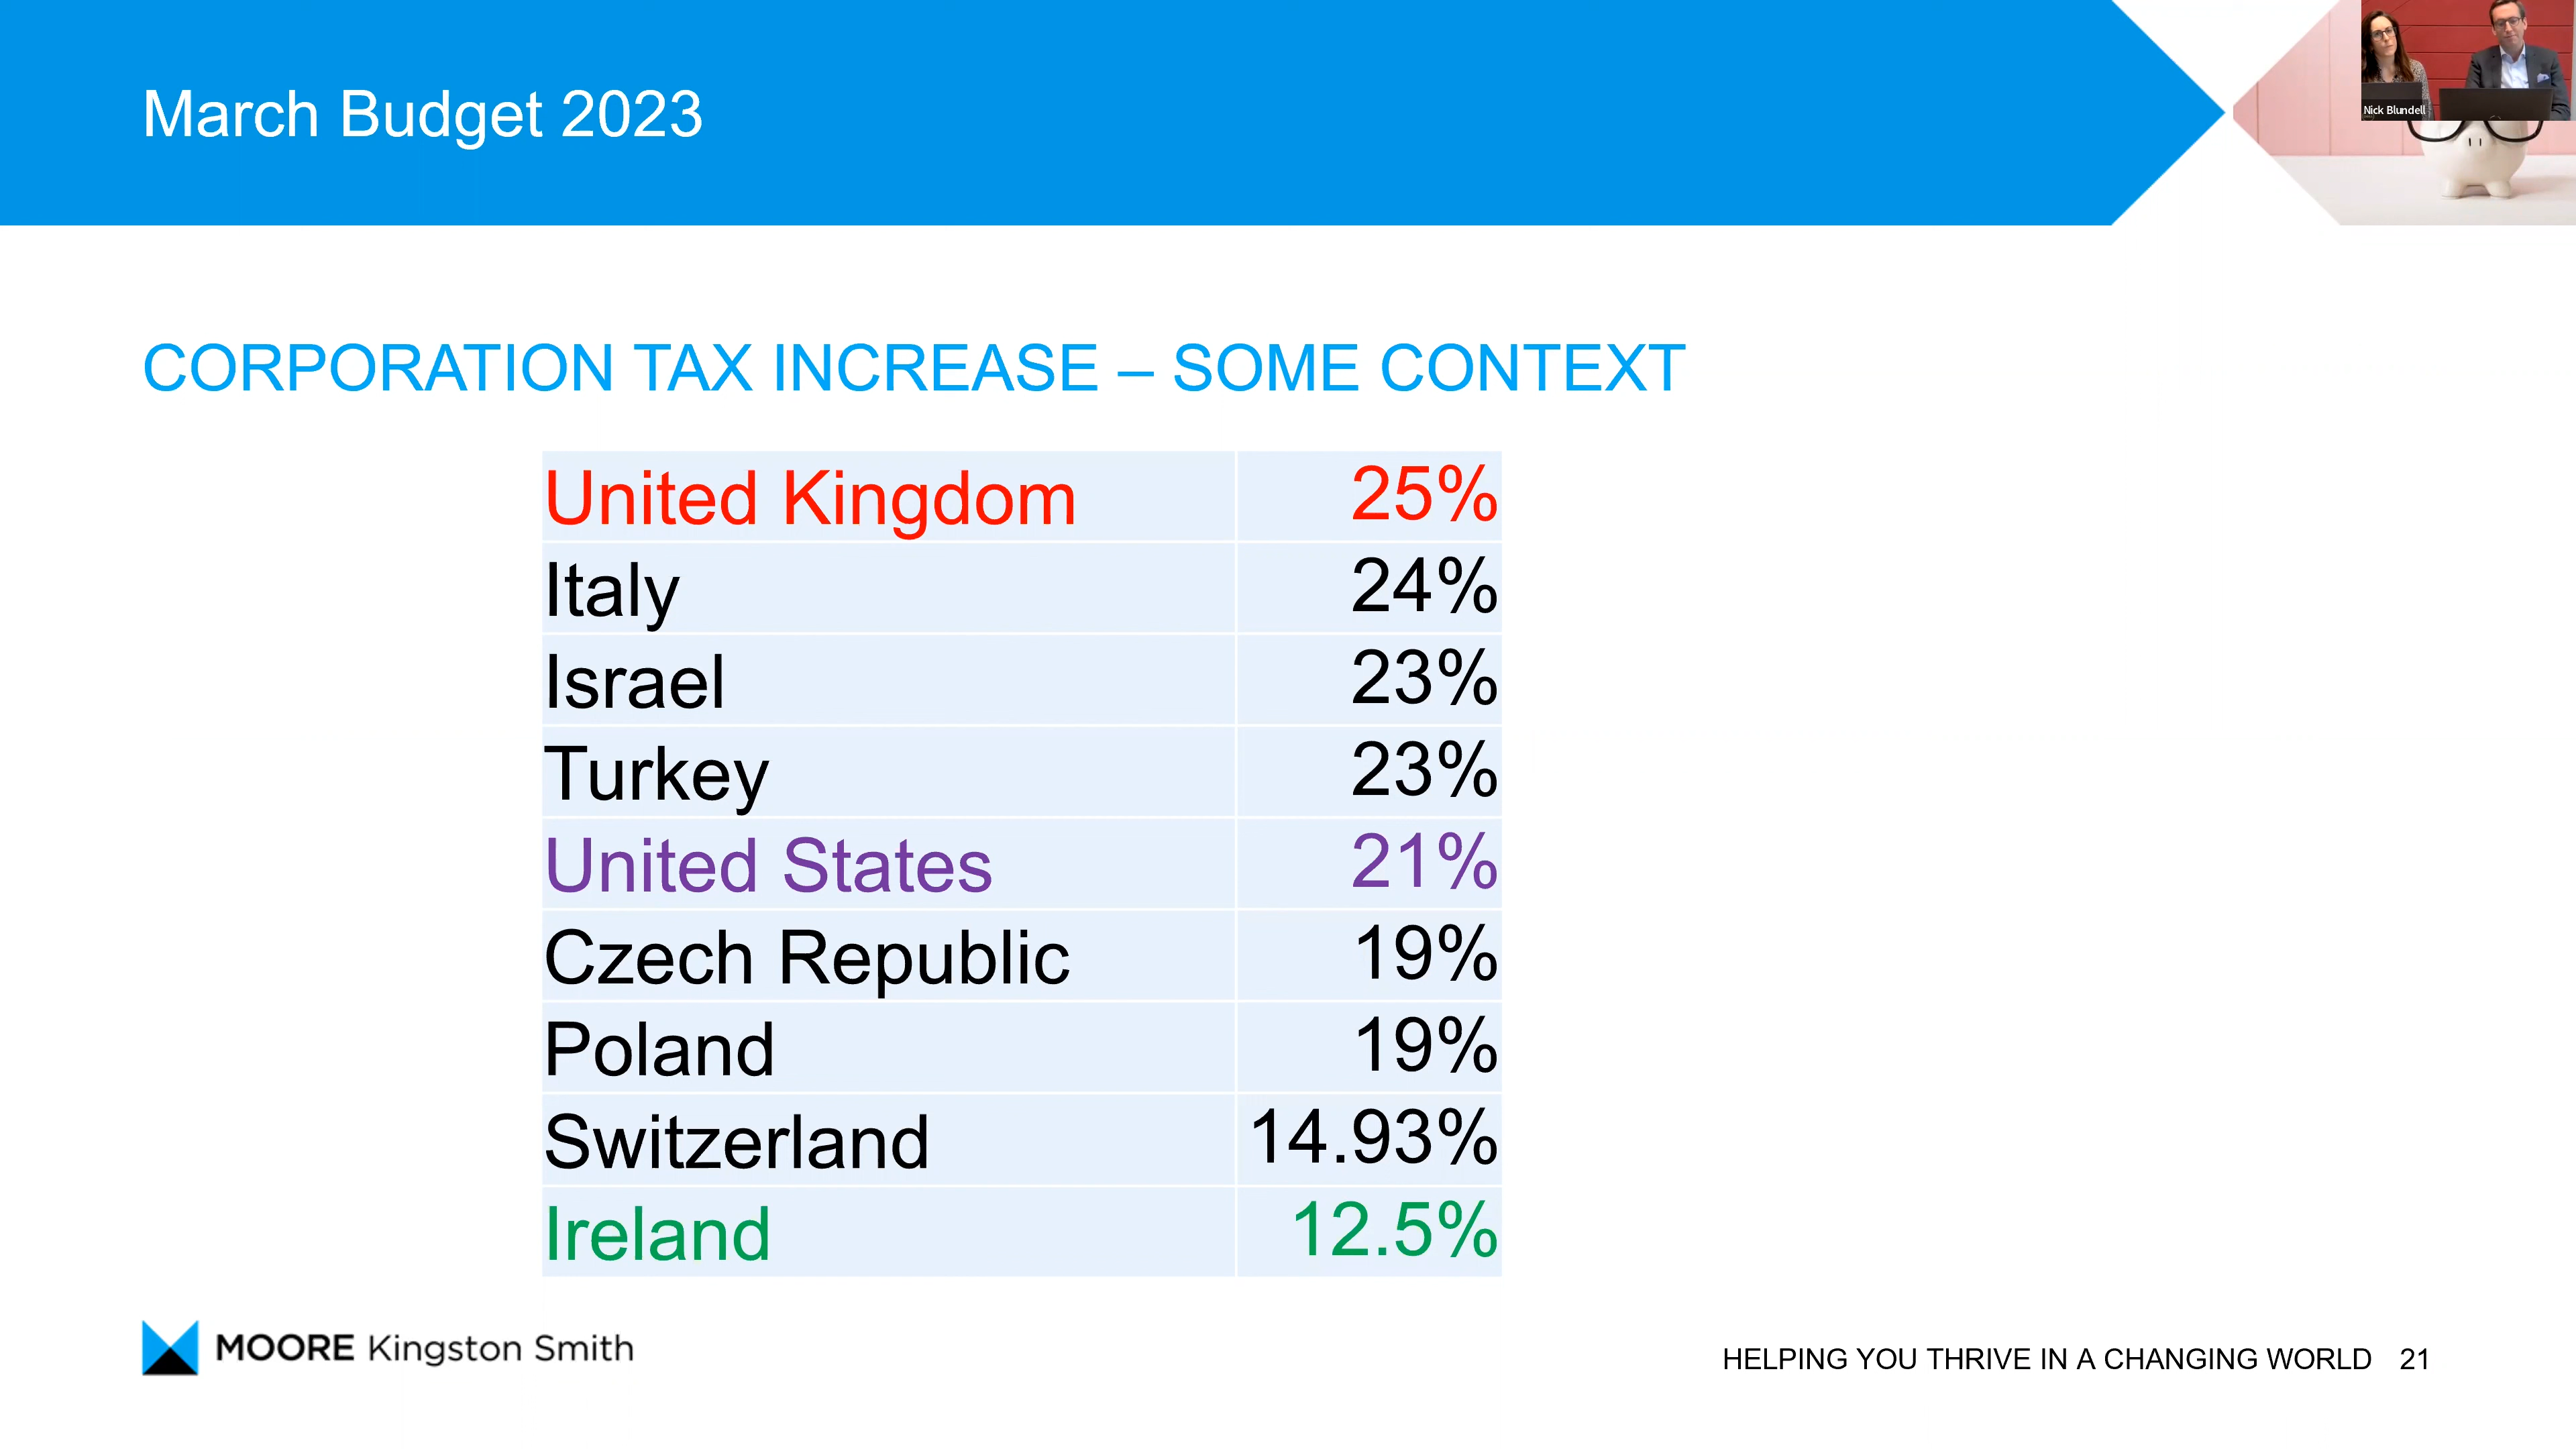 March Budget 2023
Nick Blundell
CORPORATION TAX INCREASE – SOME CONTEXT
United Kingdom 25%
Italy 24%
Israel 23%
Turkey 23%
United States 21%
Czech Republic 19%
Poland 19%
Switzerland 14.93%
Ireland 12.5%
MOORE Kingston Smith
HELPING YOU THRIVE IN A CHANGING WORLD 21